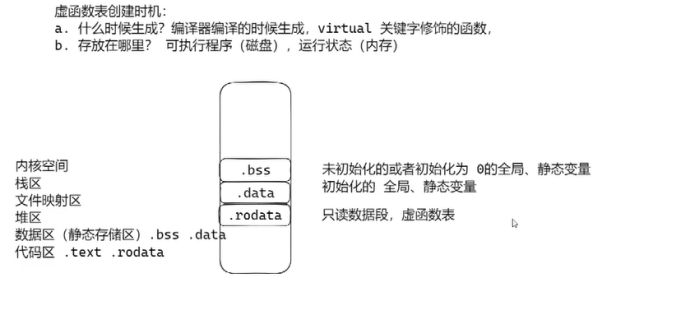 虚函数表创建时机：
a. 什么时候生成？编译器编译的时候生成，virtual 关键字修饰的函数，
b. 存放在哪里？ 可执行程序（磁盘），运行状态（内存）
内核空间
栈区
文件映射区
堆区
数据区（静态存储区）.bss .data
代码区 .text .rodata
.bss
.data
.rodata
未初始化的或者初始化为 0的全局、静态变量
初始化的 全局、静态变量
只读数据段，虚函数表